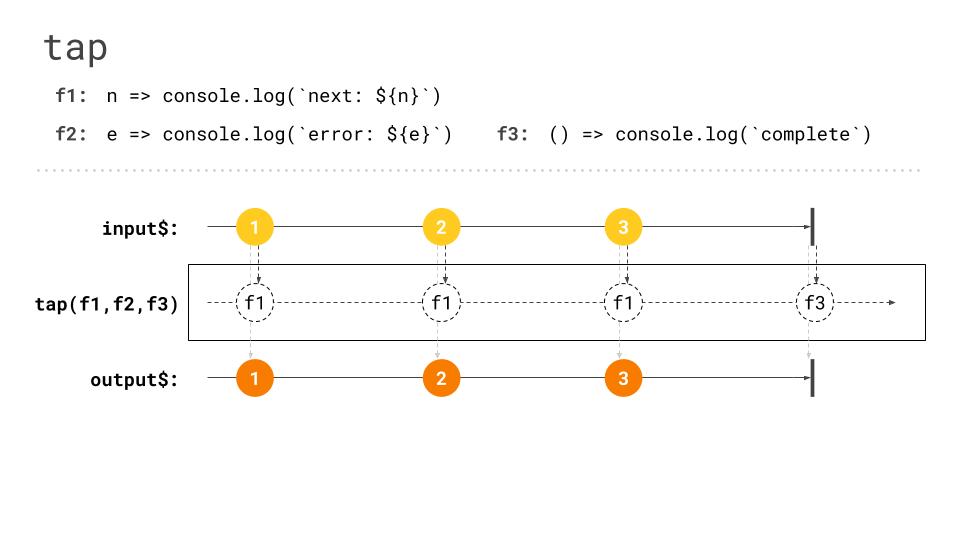 tap
f1: n => console.log(`next: ${n}`)
f2: e => console.log(`error: ${e}`) f3: () => console.log(`complete`)
input$: 1 2 3
tap(f1,f2,f3) f1 f1 f1 f3
output$: 1 2 3